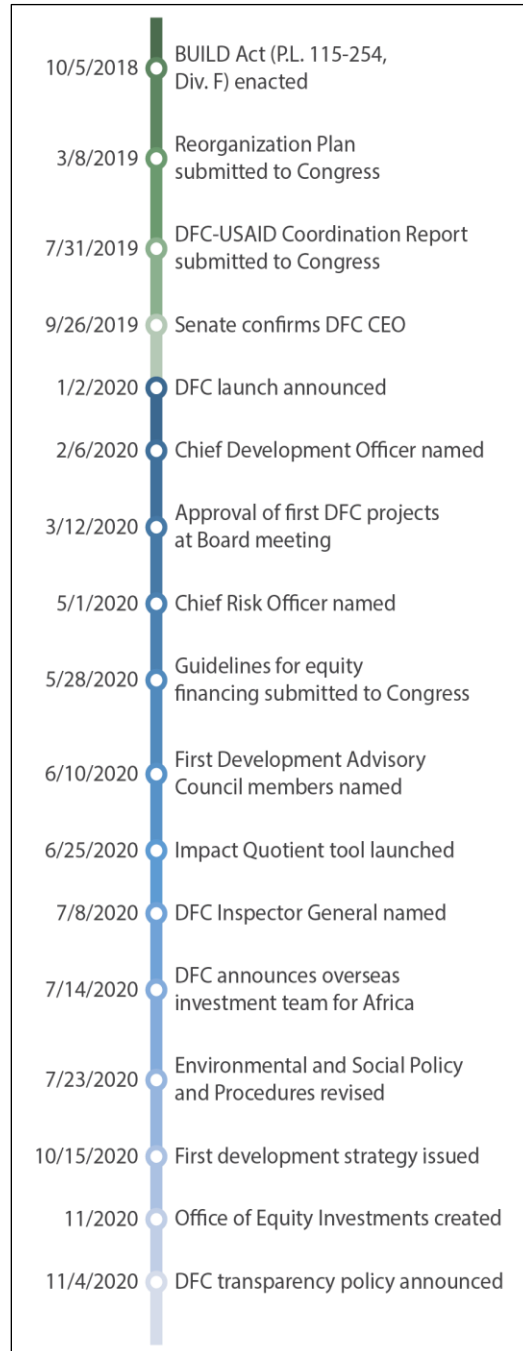 10/5/2018
BUILD Act (P.L. 115-254,
Div. F) enacted
3/8/2019
Reorganization Plan
submitted to Congress
7/31/2019
DFC-USAID Coordination Report
submitted to Congress
9/26/2019
Senate confirms DFC CEO
1/2/2020
DFC launch announced
2/6/2020
Chief Development Officer named
3/12/2020
Approval of first DFC projects
at Board meeting
5/1/2020
Chief Risk Officer named
5/28/2020
Guidelines for equity
financing submitted to Congress
6/10/2020
First Development Advisory
Council members named
6/25/2020
Impact Quotient tool launched
7/8/2020
DFC Inspector General named
7/14/2020
DFC announces overseas
investment team for Africa
7/23/2020
Environmental and Social Policy
and Procedures revised
10/15/2020
First development strategy issued
11/2020
Office of Equity Investments created
11/4/2020
DFC transparency policy announced